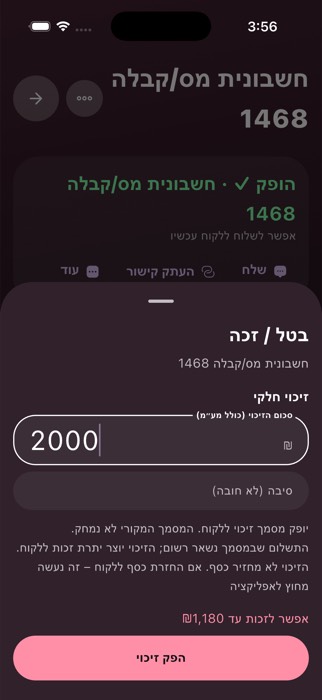 3:56
חשבונית מס/קבלה
1468
הופק ✓ · חשבונית מס/קבלה
1468
אפשר לשלוח ללקוח עכשיו
שלח
העתק קישור
עוד
בטל / זכה
חשבונית מס/קבלה 1468
זיכוי חלקי
סכום הזיכוי (כולל מע״מ)
2000
₪
סיבה (לא חובה)
יופק מסמך זיכוי ללקוח. המסמך המקורי לא נמחק.
התשלום שבמסמך נשאר רשום; הזיכוי יוצר יתרת זכות ללקוח.
הזיכוי לא מחזיר כסף. אם החזרת כסף ללקוח – זה נעשה
מחוץ לאפליקציה
אפשר לזכות עד ₪1,180
הפק זיכוי